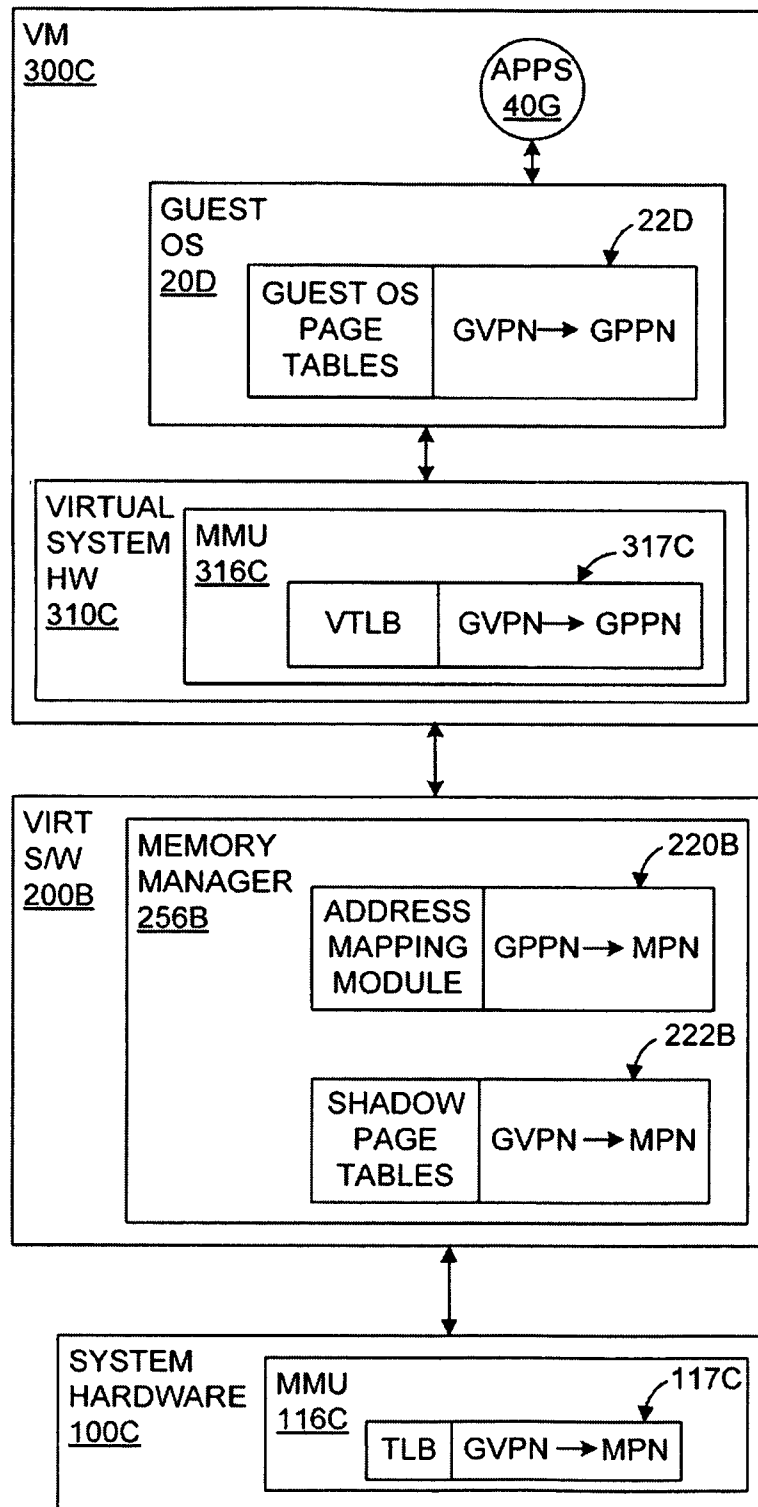 VM
300C
APPS
40G
GUEST
OS
20D
22D
GUEST OS
PAGE
TABLES
GVPN → GPPN
VIRTUAL
SYSTEM
HW
310C
MMU
316C
317C
VTLB
GVPN → GPPN
VIRT
S/W
200B
MEMORY
MANAGER
256B
220B
ADDRESS
MAPPING
MODULE
GPPN → MPN
222B
SHADOW
PAGE
TABLES
GVPN → MPN
SYSTEM
HARDWARE
100C
MMU
116C
117C
TLB
GVPN → MPN